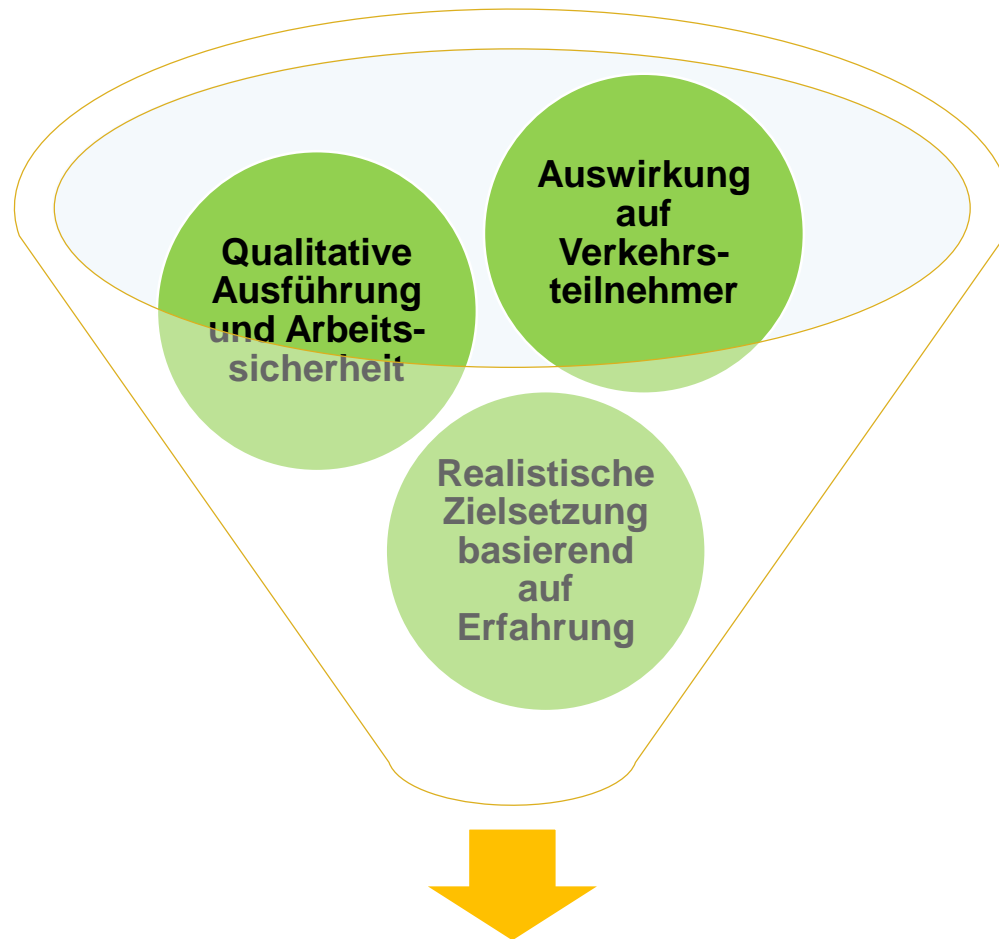 Qualitative
Ausführung
und Arbeits-
sicherheit
Auswirkung
auf
Verkehrs-
teilnehmer
Realistische
Zielsetzung
basierend
auf
Erfahrung